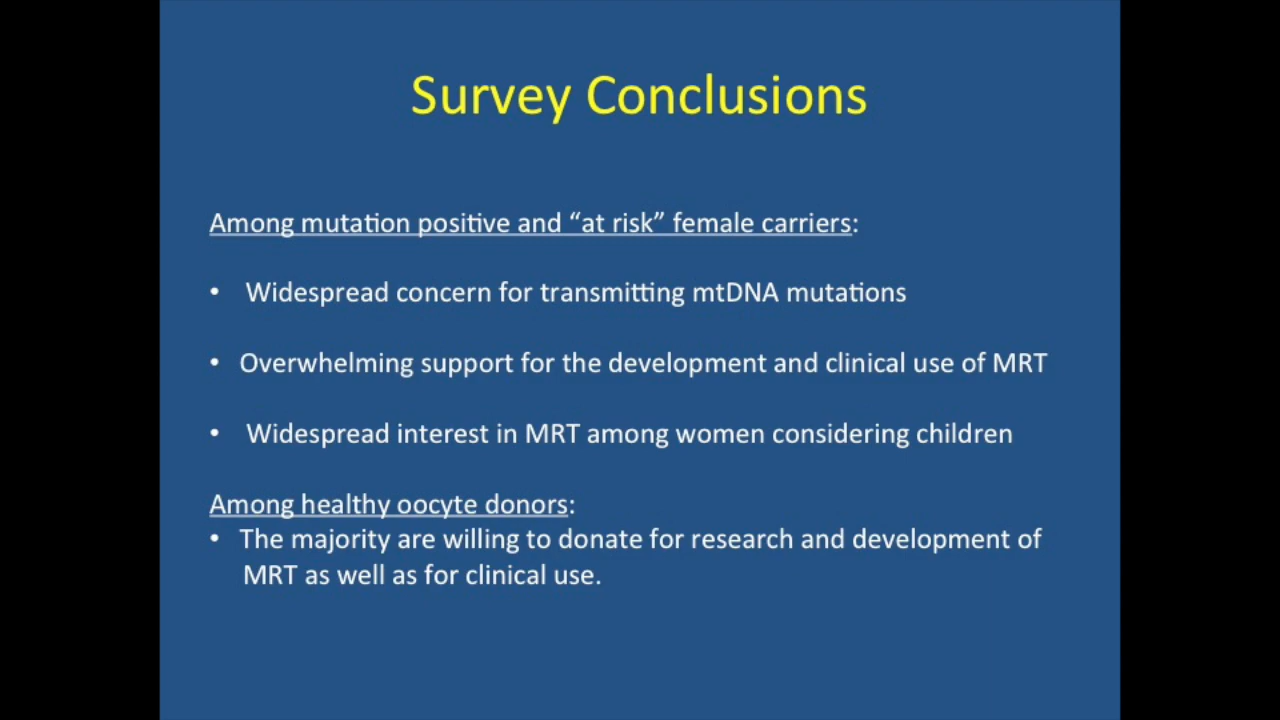 Survey Conclusions
Among mutation positive and “at risk” female carriers:
• Widespread concern for transmitting mtDNA mutations
• Overwhelming support for the development and clinical use of MRT
• Widespread interest in MRT among women considering children
Among healthy oocyte donors:
• The majority are willing to donate for research and development of
MRT as well as for clinical use.